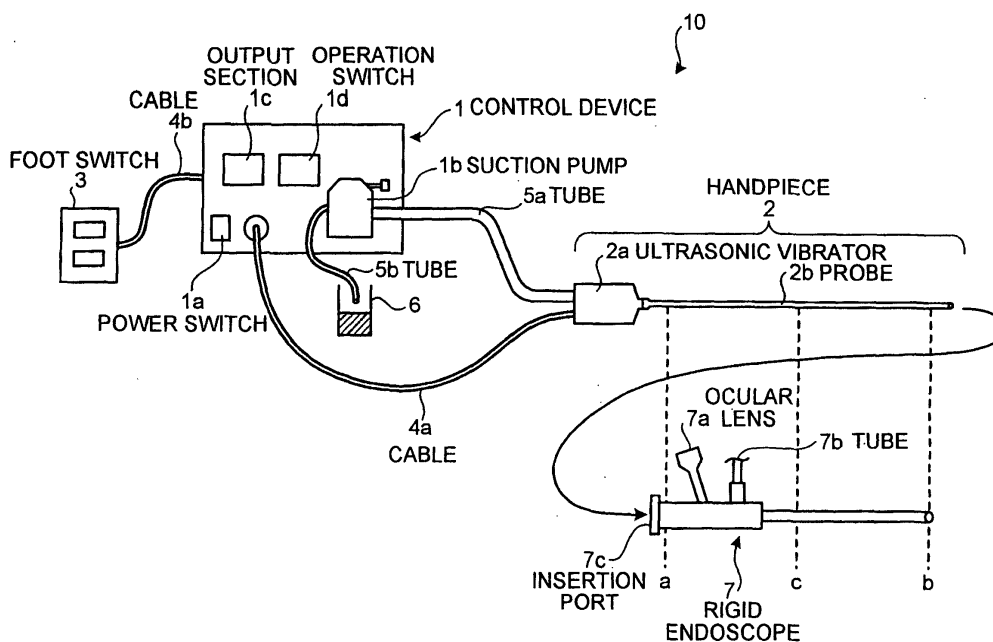 10
OUTPUT
SECTION
1c
OPERATION
SWITCH
1d
CABLE
4b
1 CONTROL DEVICE
FOOT SWITCH
3
1b SUCTION PUMP
5a TUBE
HANDPIECE
2
2a ULTRASONIC VIBRATOR
2b PROBE
5b TUBE
6
1a
POWER SWITCH
4a
CABLE
OCULAR
LENS
7a
7b TUBE
7c
INSERTION
PORT
a
c
b
7
RIGID
ENDOSCOPE